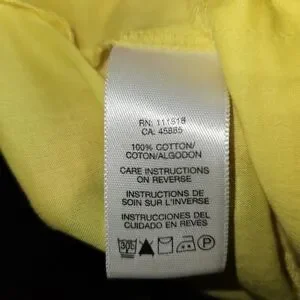 RN: 111818
CA: 45885
100% COTTON/
COTON/ALGODON
CARE INSTRUCTIONS
ON REVERSE
INSTRUCTIONS DE
SOIN SUR L'INVERSE
INSTRUCCIONES DEL
CUIDADO EN REVES